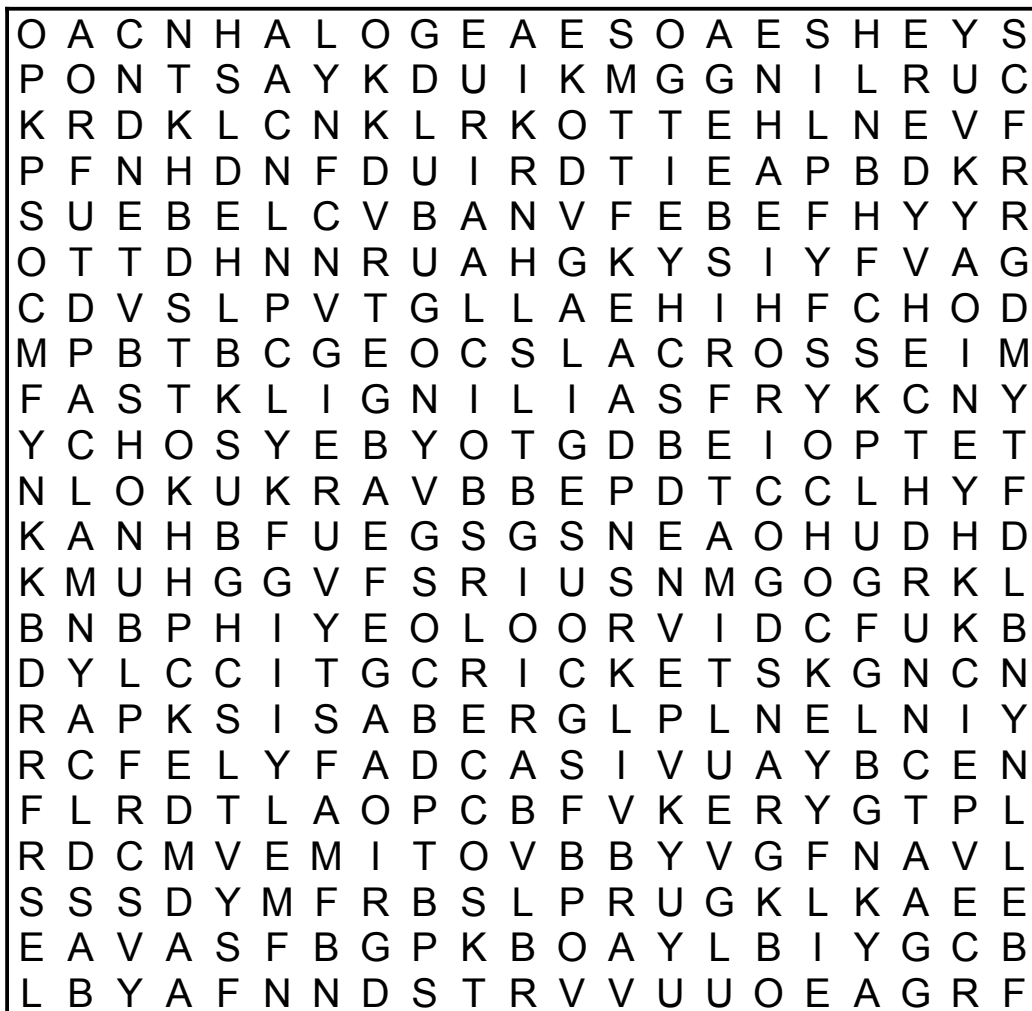 O A C N H A L O G E A E S O A E S H E Y S
P O N T S A Y K D U I K M G G N I L R U C
K R D K L C N K L R K O T T E H L N E V F
P F N H D N F D U I R D T I E A P B D K R
S U E B E L C V B A N V F E B E F H Y Y R
O T T D H N N R U A H G K Y S I Y F V A G
C D V S L P V T G L L A E H I H F C H O D
M P B T B C G E O C S L A C R O S S E I M
F A S T K L I G N I L I A S F R Y K C N Y
Y C H O S Y E B Y O T G D B E I O P T E T
N L O K U K R A V B B E P D T C C L H Y F
K A N H B F U E G S G S N E A O H U D H D
K M U H G G V F S R I U S N M G O G R K L
B N B P H I Y E O L O O R V I D C F U K B
D Y L C C I T G C R I C K E T S K G N C N
R A P K S I S A B E R G L P L N E L N I Y
R C F E L Y F A D C A S I V U A Y B C E N
F L R D T L A O P C B F V K E R Y G T P L
R D C M V E M I T O V B B Y V G F N A V L
S S S D Y M F R B S L P R U G K L K A E E
E A V A S F B G P K B O A Y L B I Y G C B
L B Y A F N N D S T R V V U U O E A G R F